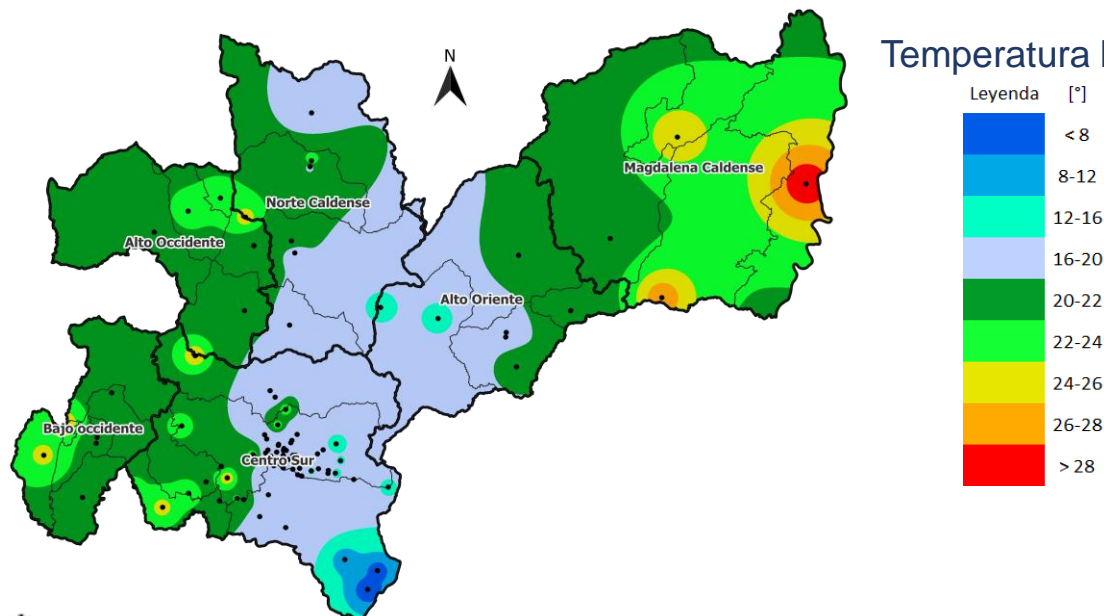 Temperatura
Leyenda [°]
< 8
8-12
12-16
16-20
20-22
22-24
24-26
26-28
> 28
N
Magdalena Caldense
Norte Caldense
Alto Occidente
Alto Oriente
Bajo occidente
Centro Sur